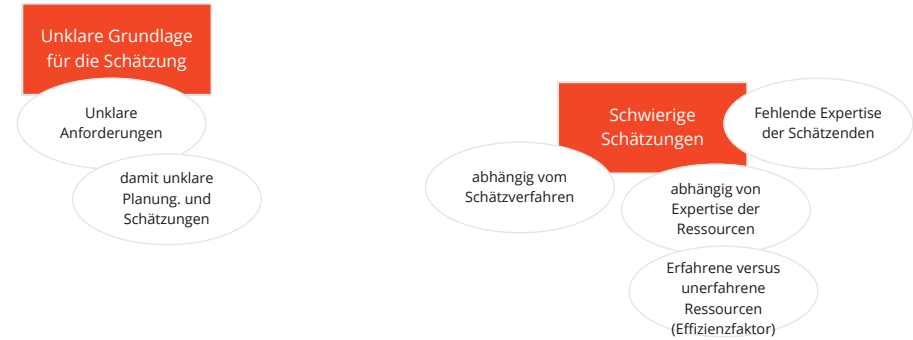 Unklare Grundlage
für die Schätzung
Unklare
Anforderungen
damit unklare
Planung. und
Schätzungen
Schwierige
Schätzungen
Fehlende Expertise
der Schätzenden
abhängig vom
Schätzverfahren
abhängig von
Expertise der
Ressourcen
Erfahrene versus
unerfahrene
Ressourcen
(Effizienzfaktor)